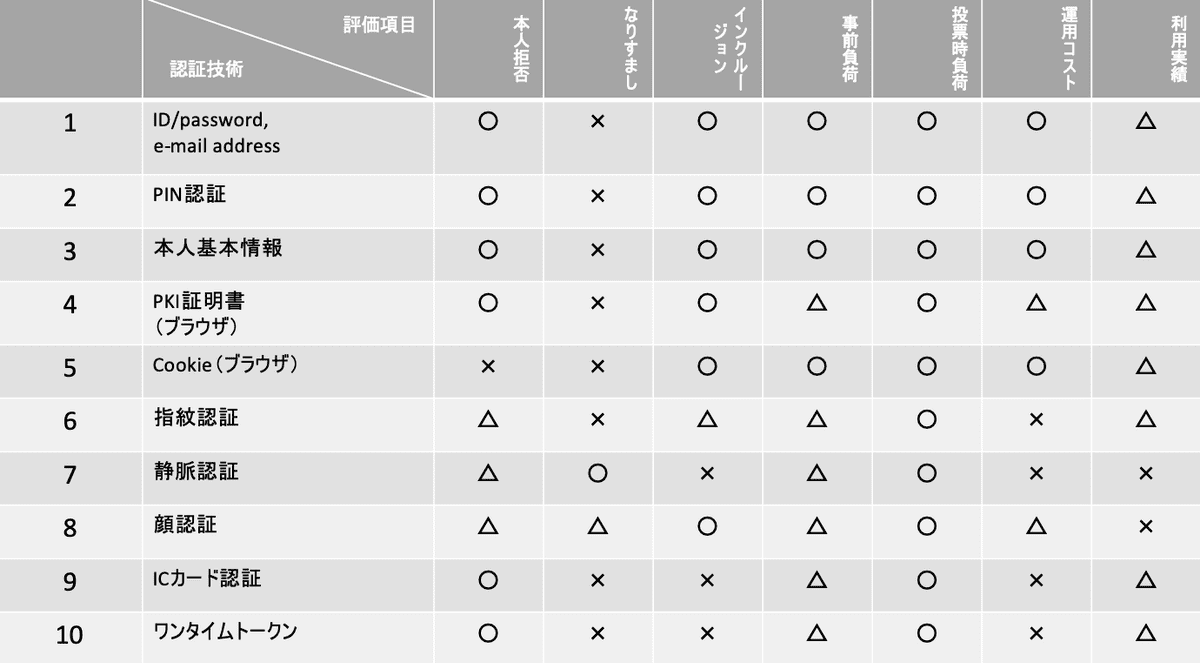 評価項目
認証技術
本人拒否
なりすまし
インクルー
ジョン
事前負荷
投票時負荷
運用コスト
利用実績
1 ID/password, ○ × ○ ○ ○ ○ △
e-mail address
2 PIN認証 ○ × ○ ○ ○ ○ △
3 本人基本情報 ○ × ○ ○ ○ ○ △
4 PKI証明書 ○ × ○ △ ○ △ △
（ブラウザ）
5 Cookie（ブラウザ） × × ○ ○ ○ ○ △
6 指紋認証 △ × △ △ ○ × △
7 静脈認証 △ ○ × △ ○ × ×
8 顔認証 △ △ ○ △ ○ △ ×
9 ICカード認証 ○ × × △ ○ × △
10 ワンタイムトークン ○ × × △ ○ × △